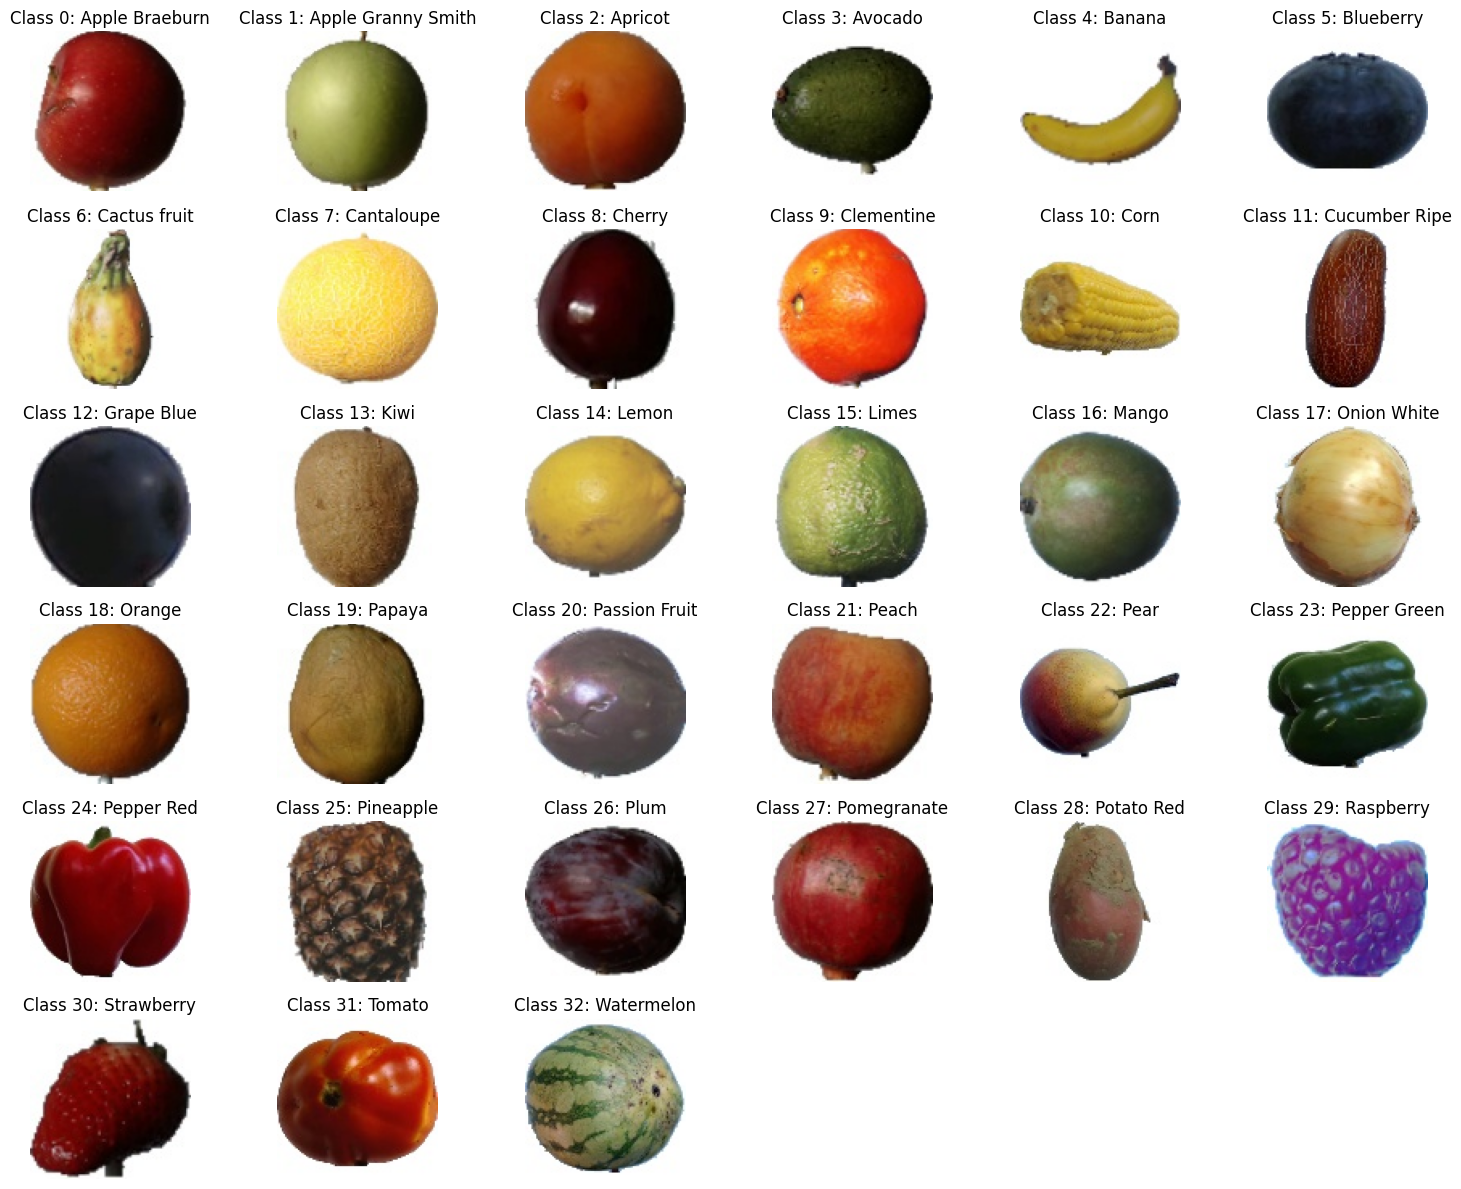 Class 0: Apple Braeburn
Class 1: Apple Granny Smith
Class 2: Apricot
Class 3: Avocado
Class 4: Banana
Class 5: Blueberry
Class 6: Cactus fruit
Class 7: Cantaloupe
Class 8: Cherry
Class 9: Clementine
Class 10: Corn
Class 11: Cucumber Ripe
Class 12: Grape Blue
Class 13: Kiwi
Class 14: Lemon
Class 15: Limes
Class 16: Mango
Class 17: Onion White
Class 18: Orange
Class 19: Papaya
Class 20: Passion Fruit
Class 21: Peach
Class 22: Pear
Class 23: Pepper Green
Class 24: Pepper Red
Class 25: Pineapple
Class 26: Plum
Class 27: Pomegranate
Class 28: Potato Red
Class 29: Raspberry
Class 30: Strawberry
Class 31: Tomato
Class 32: Watermelon